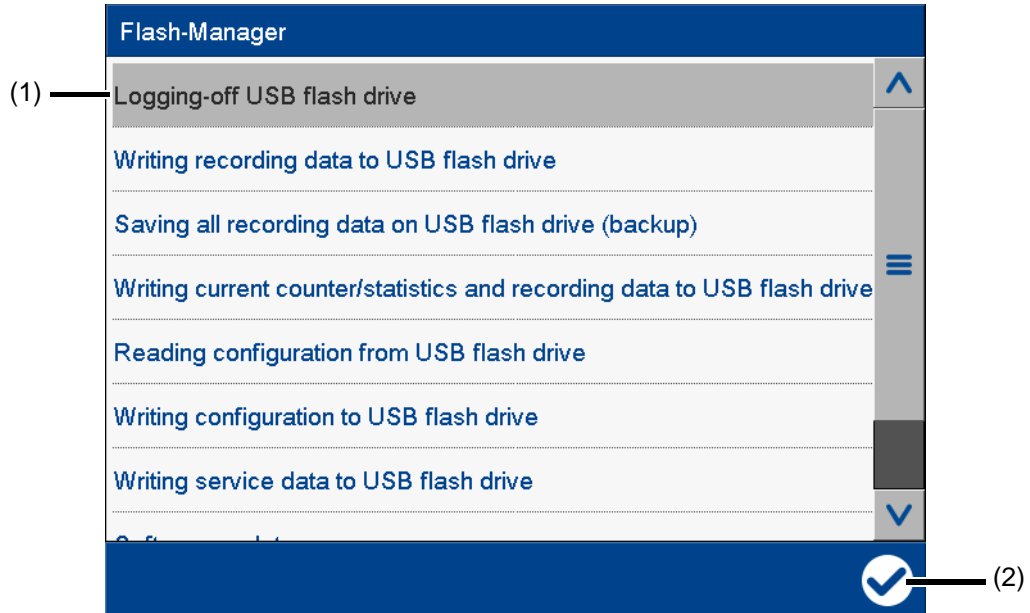 Flash-Manager
(1)
Logging-off USB flash drive
Writing recording data to USB flash drive
Saving all recording data on USB flash drive (backup)
Writing current counter/statistics and recording data to USB flash drive
Reading configuration from USB flash drive
Writing configuration to USB flash drive
Writing service data to USB flash drive
(2)